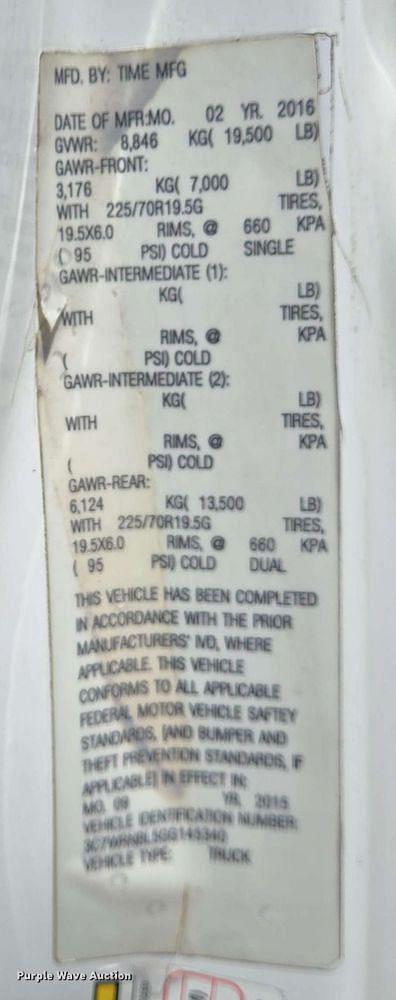 MFD. BY: TIME MFG
DATE OF MFR:MO. 02 YR. 2016
GVWR: 8,846 KG( 19,500 LB)
GAWR-FRONT:
3,176 KG( 7,000 LB)
WITH 225/70R19.5G TIRES,
19.5X6.0 RIMS, @ 660 KPA
( 95 PSI) COLD SINGLE
GAWR-INTERMEDIATE (1):
KG( LB)
WITH TIRES,
RIMS, @ KPA
( PSI) COLD
GAWR-INTERMEDIATE (2):
KG( LB)
WITH TIRES,
RIMS, @ KPA
( PSI) COLD
GAWR-REAR:
6,124 KG( 13,500 LB)
WITH 225/70R19.5G TIRES,
19.5X6.0 RIMS, @ 660 KPA
( 95 PSI) COLD DUAL
THIS VEHICLE HAS BEEN COMPLETED
IN ACCORDANCE WITH THE PRIOR
MANUFACTURERS' IVD, WHERE
APPLICABLE. THIS VEHICLE
CONFORMS TO ALL APPLICABLE
FEDERAL MOTOR VEHICLE SAFTEY
STANDARDS, [AND BUMPER AND
THEFT PREVENTION STANDARDS, IF
APPLICABLE] IN EFFECT IN:
MO. 09 YR. 2015
VEHICLE IDENTIFICATION NUMBER:
3C7WRNBL5GG145340
VEHICLE TYPE: TRUCK
Purple Wave Auction